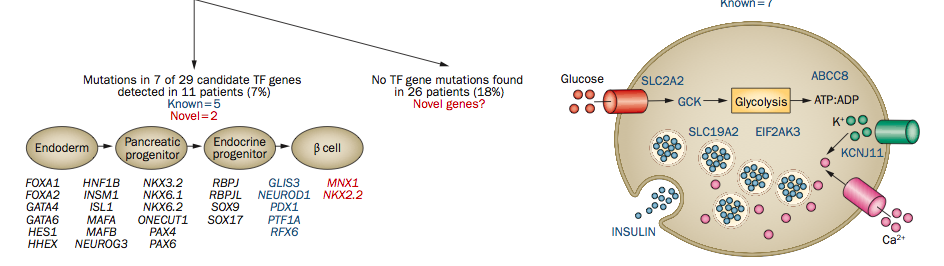 Known = 7
Mutations in 7 of 29 candidate TF genes
detected in 11 patients (7%)
Known = 5
Novel = 2
No TF gene mutations found
in 26 patients (18%)
Novel genes?
Endoderm
Pancreatic
progenitor
Endocrine
progenitor
β cell
FOXA1 HNF1B NKX3.2 RBPJ GLIS3 MNX1
FOXA2 INSM1 NKX6.1 RBPJL NEUROD1 NKX2.2
GATA4 ISL1 NKX6.2 SOX9 PDX1
GATA6 MAFA ONECUT1 SOX17 PTF1A
HES1 MAFB PAX4 RFX6
HHEX NEUROG3 PAX6
Glucose
SLC2A2
GCK
Glycolysis
ABCC8
ATP:ADP
K+
SLC19A2
EIF2AK3
KCNJ11
INSULIN
Ca2+